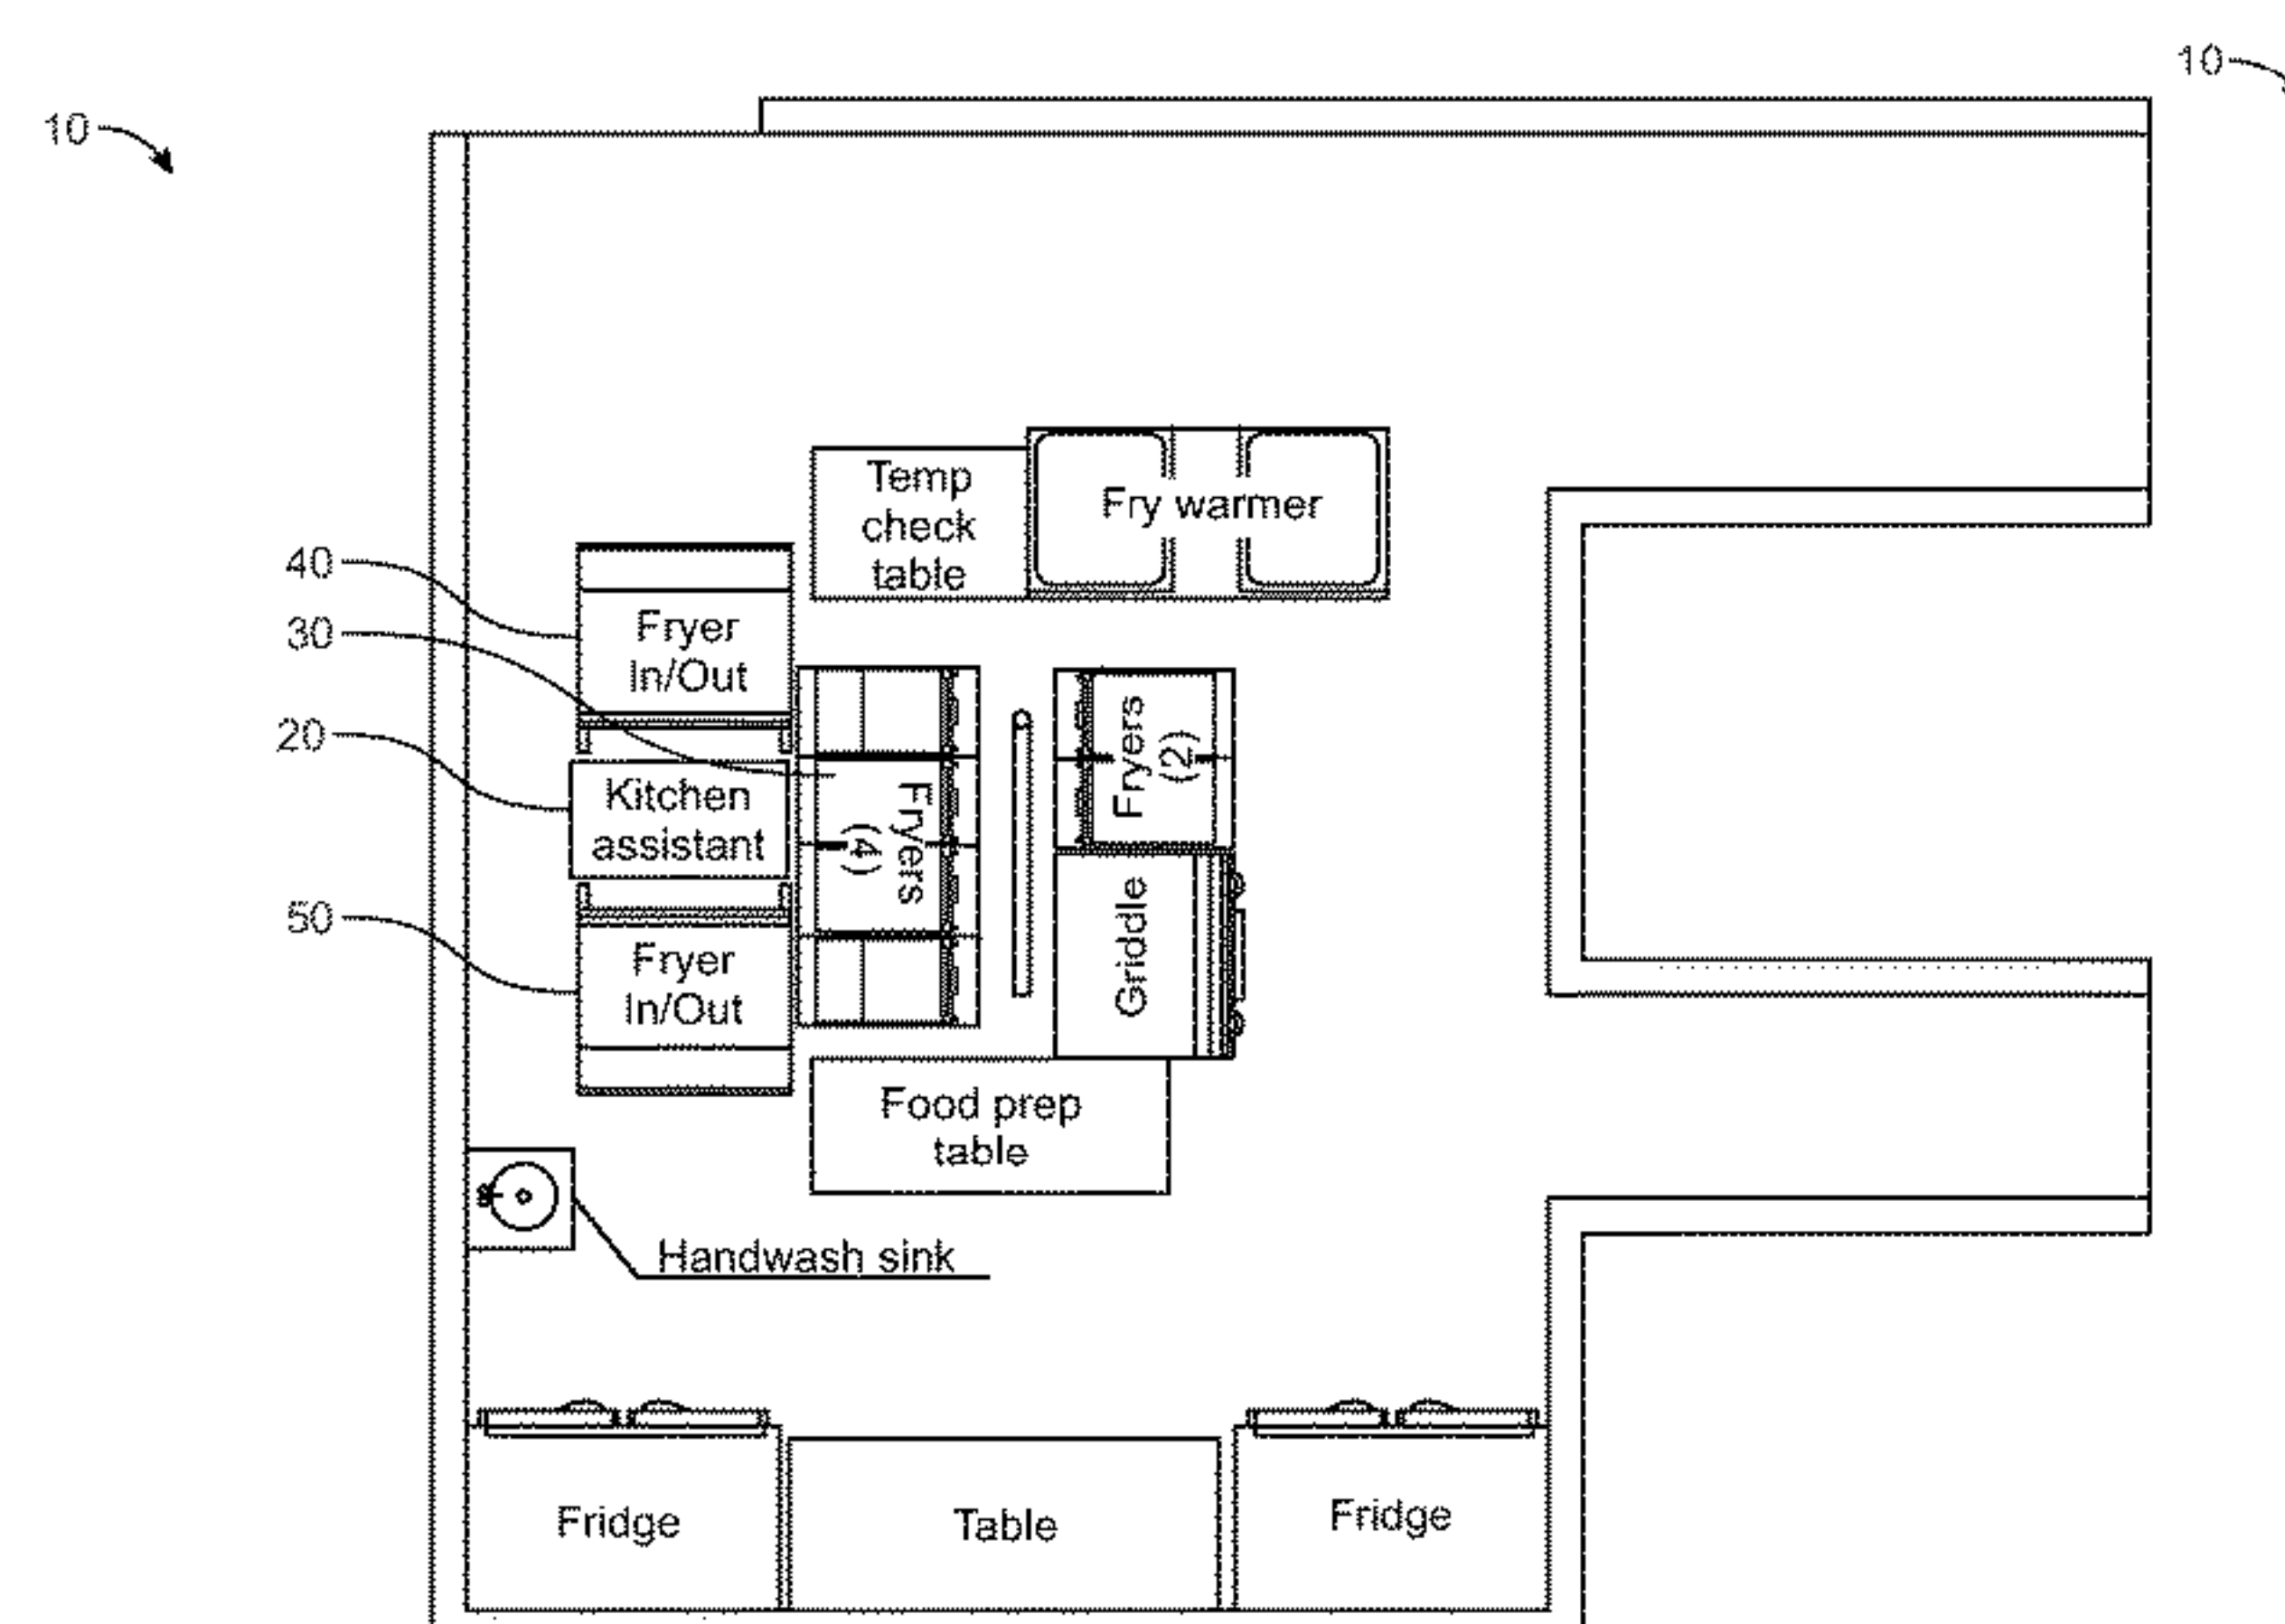 10
10
Temp
check
table
Fry warmer
40
Fryer
In/Out
30
20
Kitchen
assistant
Fryers
(4)
Fryers
(2)
50
Fryer
In/Out
Griddle
Food prep
table
Handwash sink
Fridge
Table
Fridge